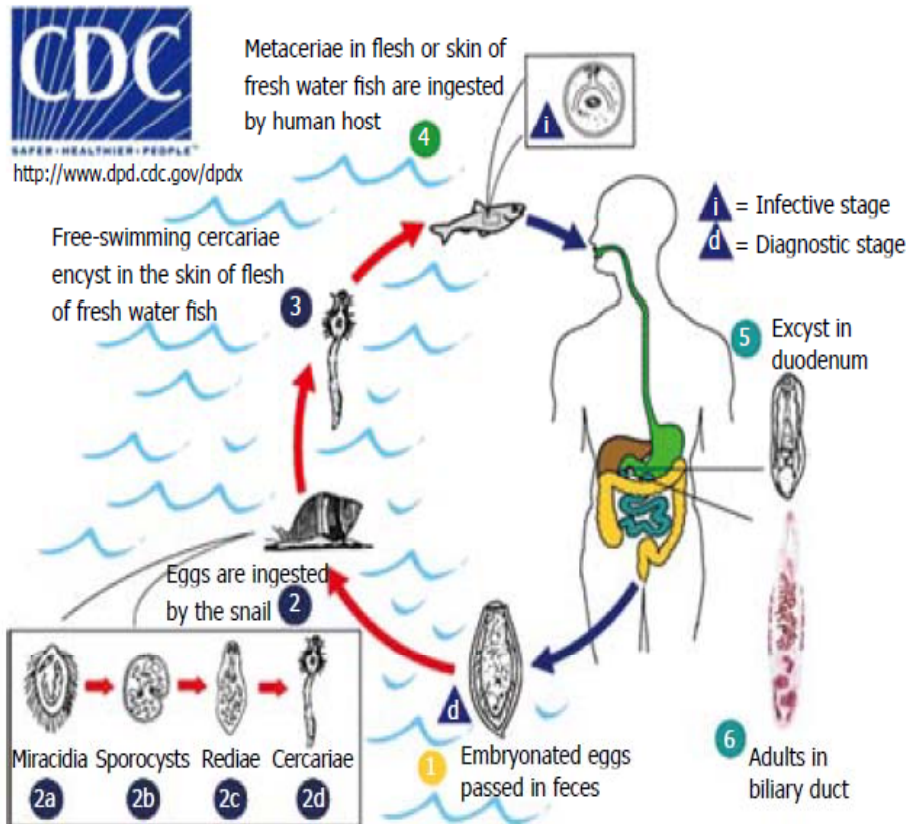 CDC
SAFER • HEALTHIER • PEOPLE™
http://www.dpd.cdc.gov/dpdx
Metaceriae in flesh or skin of
fresh water fish are ingested
by human host
4
i
i = Infective stage
d = Diagnostic stage
Free-swimming cercariae
encyst in the skin of flesh
of fresh water fish
3
5
Excyst in
duodenum
Eggs are ingested
by the snail 2
Miracidia Sporocysts Rediae Cercariae
2a 2b 2c 2d
d
1 Embryonated eggs
passed in feces
6
Adults in
biliary duct